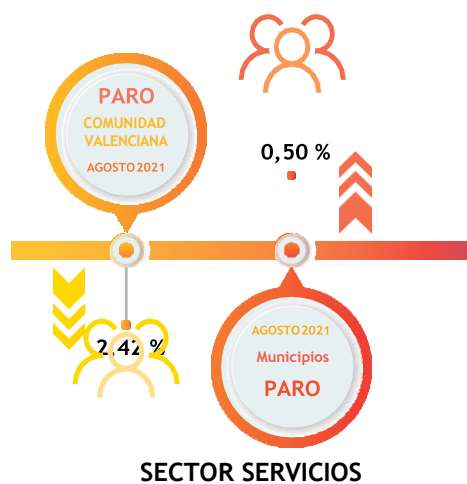 PARO
COMUNIDAD
VALENCIANA
AGOSTO 2021
0,50 %
2,42 %
AGOSTO 2021
Municipios
PARO
SECTOR SERVICIOS